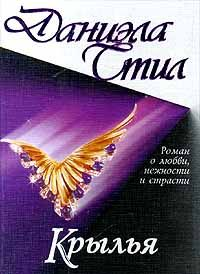 Даниэла
Стил
Роман
о любви,
нежности
и страсти
Крылья